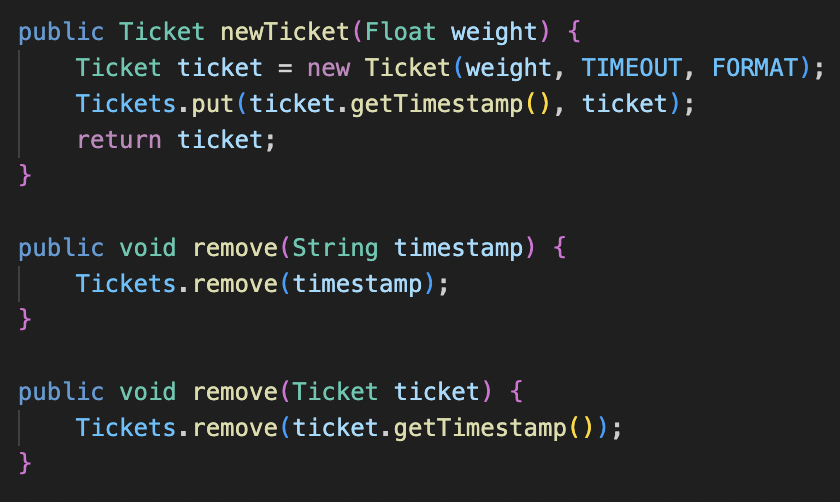 public Ticket newTicket(Float weight) {
    Ticket ticket = new Ticket(weight, TIMEOUT, FORMAT);
    Tickets.put(ticket.getTimestamp(), ticket);
    return ticket;
}

public void remove(String timestamp) {
    Tickets.remove(timestamp);
}

public void remove(Ticket ticket) {
    Tickets.remove(ticket.getTimestamp());
}